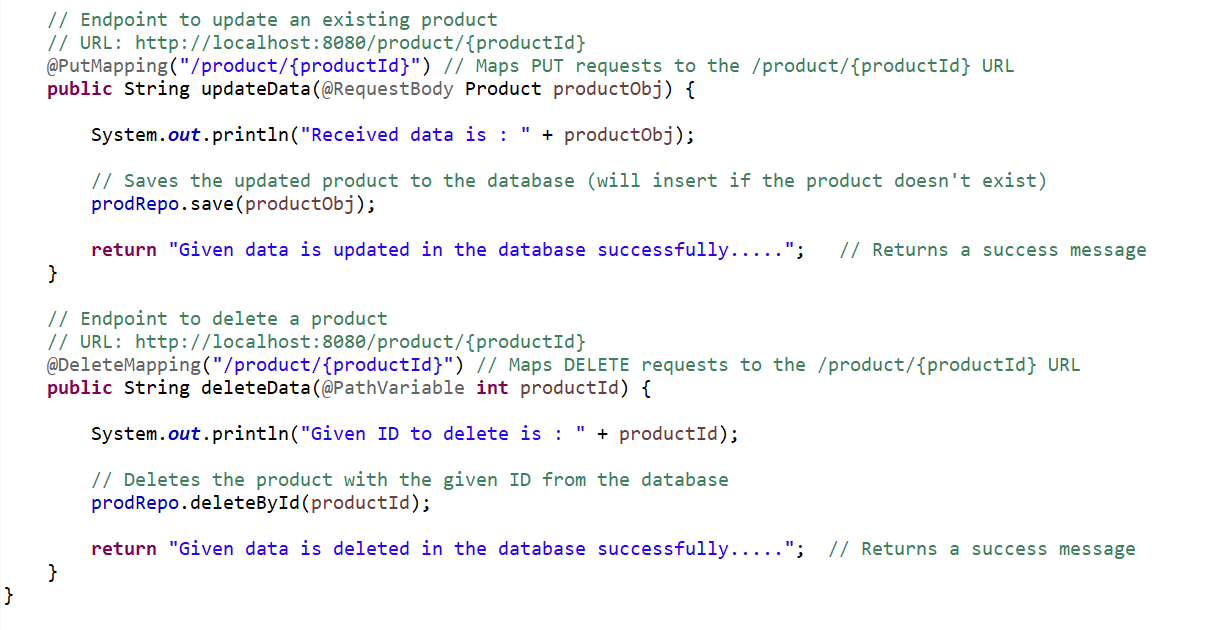 // Endpoint to update an existing product
// URL: http://localhost:8080/product/{productId}
@PutMapping("/product/{productId}") // Maps PUT requests to the /product/{productId} URL
public String updateData(@RequestBody Product productObj) {
System.out.println("Received data is : " + productObj);
// Saves the updated product to the database (will insert if the product doesn't exist)
prodRepo.save(productObj);
return "Given data is updated in the database successfully.....";   // Returns a success message
}
// Endpoint to delete a product
// URL: http://localhost:8080/product/{productId}
@DeleteMapping("/product/{productId}") // Maps DELETE requests to the /product/{productId} URL
public String deleteData(@PathVariable int productId) {
System.out.println("Given ID to delete is : " + productId);
// Deletes the product with the given ID from the database
prodRepo.deleteById(productId);
return "Given data is deleted in the database successfully.....";  // Returns a success message
}
}